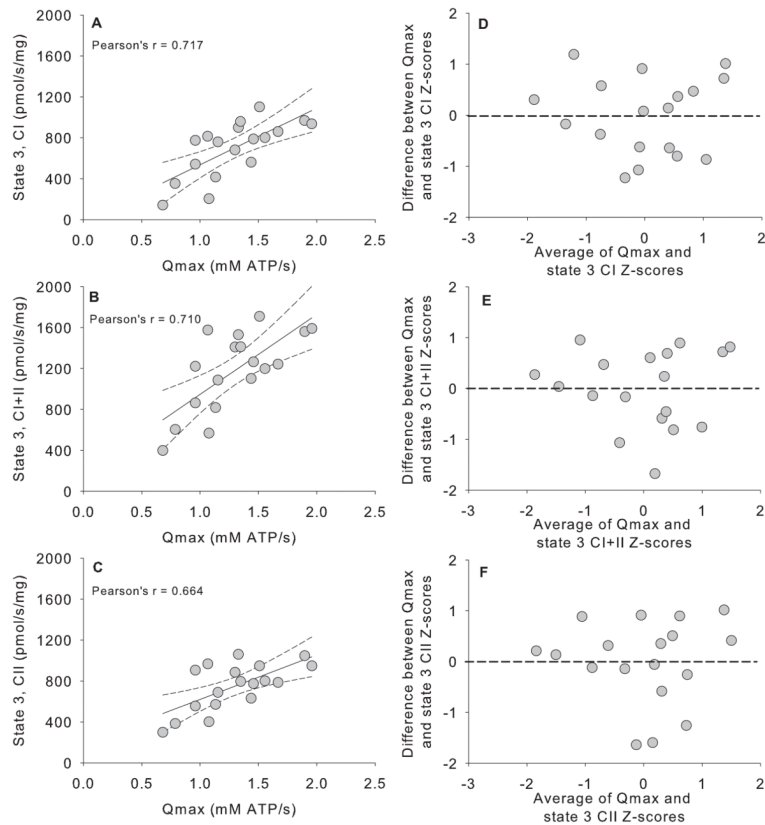 A
Pearson's r = 0.717
State 3, CI (pmol/s/mg)
2000
1600
1200
800
400
0
0.0 0.5 1.0 1.5 2.0 2.5
Qmax (mM ATP/s)
D
Difference between Qmax
and state 3 CI Z-scores
2
1
0
-1
-2
-3 -2 -1 0 1 2
Average of Qmax and
state 3 CI Z-scores
B
Pearson's r = 0.710
State 3, CI+II (pmol/s/mg)
2000
1600
1200
800
400
0
0.0 0.5 1.0 1.5 2.0 2.5
Qmax (mM ATP/s)
E
Difference between Qmax
and state 3 CI+II Z-scores
2
1
0
-1
-2
-3 -2 -1 0 1 2
Average of Qmax and
state 3 CI+II Z-scores
C
Pearson's r = 0.664
State 3, CII (pmol/s/mg)
2000
1600
1200
800
400
0
0.0 0.5 1.0 1.5 2.0 2.5
Qmax (mM ATP/s)
F
Difference between Qmax
and state 3 CII Z-scores
2
1
0
-1
-2
-3 -2 -1 0 1 2
Average of Qmax and
state 3 CII Z-scores